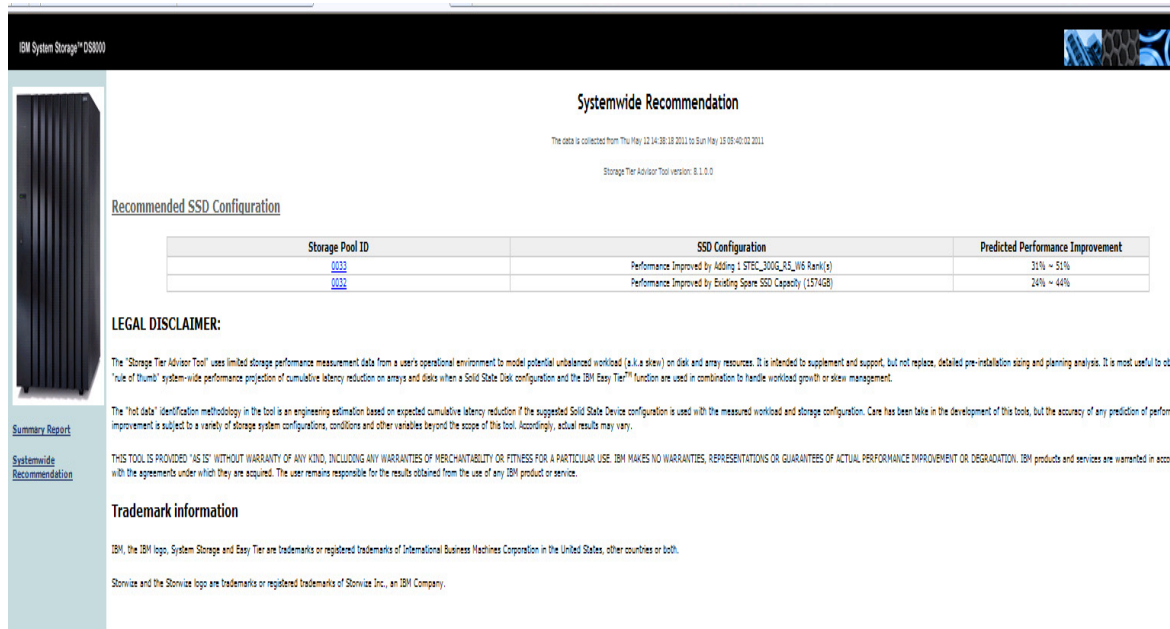 IBM System Storage™ DS8000
Systemwide Recommendation
The data is collected from Thu May 12 14:38:18 2011 to Sun May 15 05:40:02 2011
Storage Tier Advisor Tool version: 8.1.0.0
Recommended SSD Configuration
Storage Pool ID SSD Configuration Predicted Performance Improvement
0033 Performance Improved by Adding 1 STEC_300G_R5_W6 Rank(s) 31% ~ 51%
0032 Performance Improved by Existing Spare SSD Capacity (1574GB) 24% ~ 44%
LEGAL DISCLAIMER:
The "Storage Tier Advisor Tool" uses limited storage performance measurement data from a user's operational environment to model potential unbalanced workload (a.k.a skew) on disk and array resources. It is intended to supplement and support, but not replace, detailed pre-installation sizing and planning analysis. It is most useful to ob
"rule of thumb" system-wide performance projection of cumulative latency reduction on arrays and disks when a Solid State Disk configuration and the IBM Easy Tier™ function are used in combination to handle workload growth or skew management.
The "hot data" identification methodology in the tool is an engineering estimation based on expected cumulative latency reduction if the suggested Solid State Device configuration is used with the measured workload and storage configuration. Care has been take in the development of this tools, but the accuracy of any prediction of perform
improvement is subject to a variety of storage system configurations, conditions and other variables beyond the scope of this tool. Accordingly, actual results may vary.
THIS TOOL IS PROVIDED "AS IS" WITHOUT WARRANTY OF ANY KIND, INCLUDING ANY WARRANTIES OF MERCHANTABILITY OR FITNESS FOR A PARTICULAR USE. IBM MAKES NO WARRANTIES, REPRESENTATIONS OR GUARANTEES OF ACTUAL PERFORMANCE IMPROVEMENT OR DEGRADATION. IBM products and services are warranted in acco
with the agreements under which they are acquired. The user remains responsible for the results obtained from the use of any IBM product or service.
Trademark information
IBM, the IBM logo, System Storage and Easy Tier are trademarks or registered trademarks of International Business Machines Corporation in the United States, other countries or both.
Storwize and the Storwize logo are trademarks or registered trademarks of Storwize Inc., an IBM Company.
Summary Report
Systemwide
Recommendation